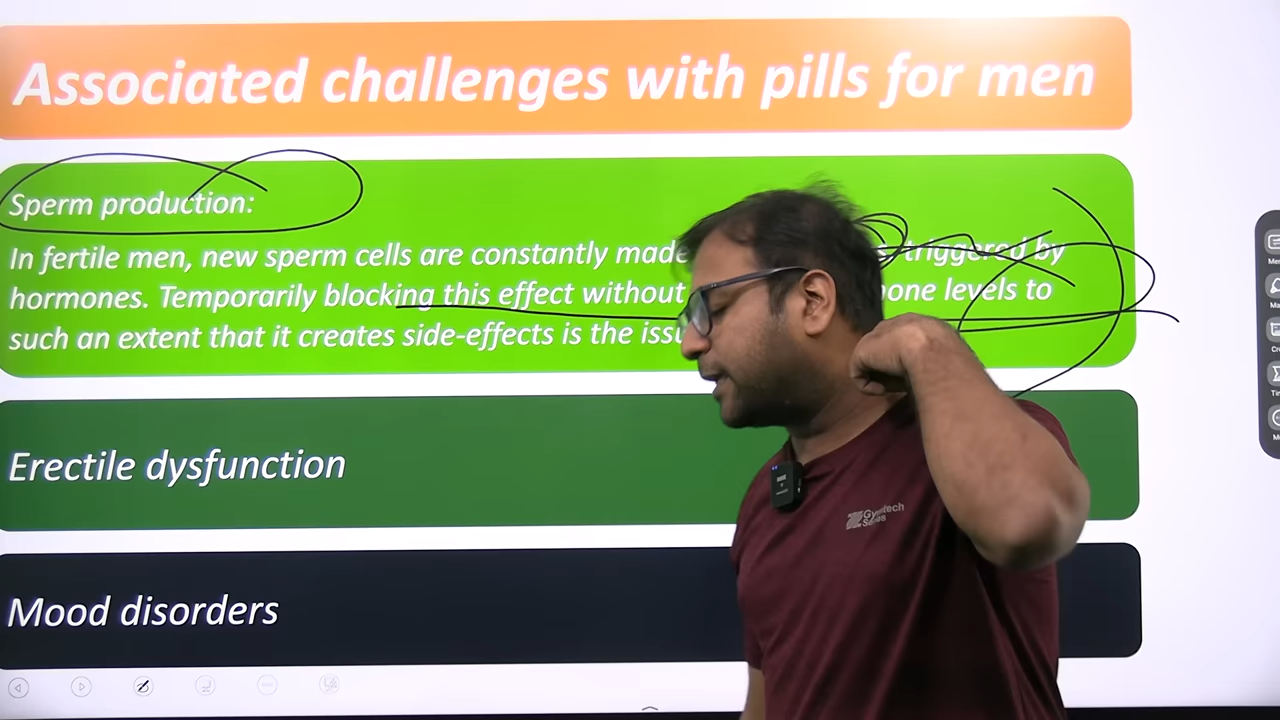 Associated challenges with pills for men
Sperm production:
In fertile men, new sperm cells are constantly made triggered by
hormones. Temporarily blocking this effect without levels to
such an extent that it creates side-effects is the
Erectile dysfunction
Mood disorders